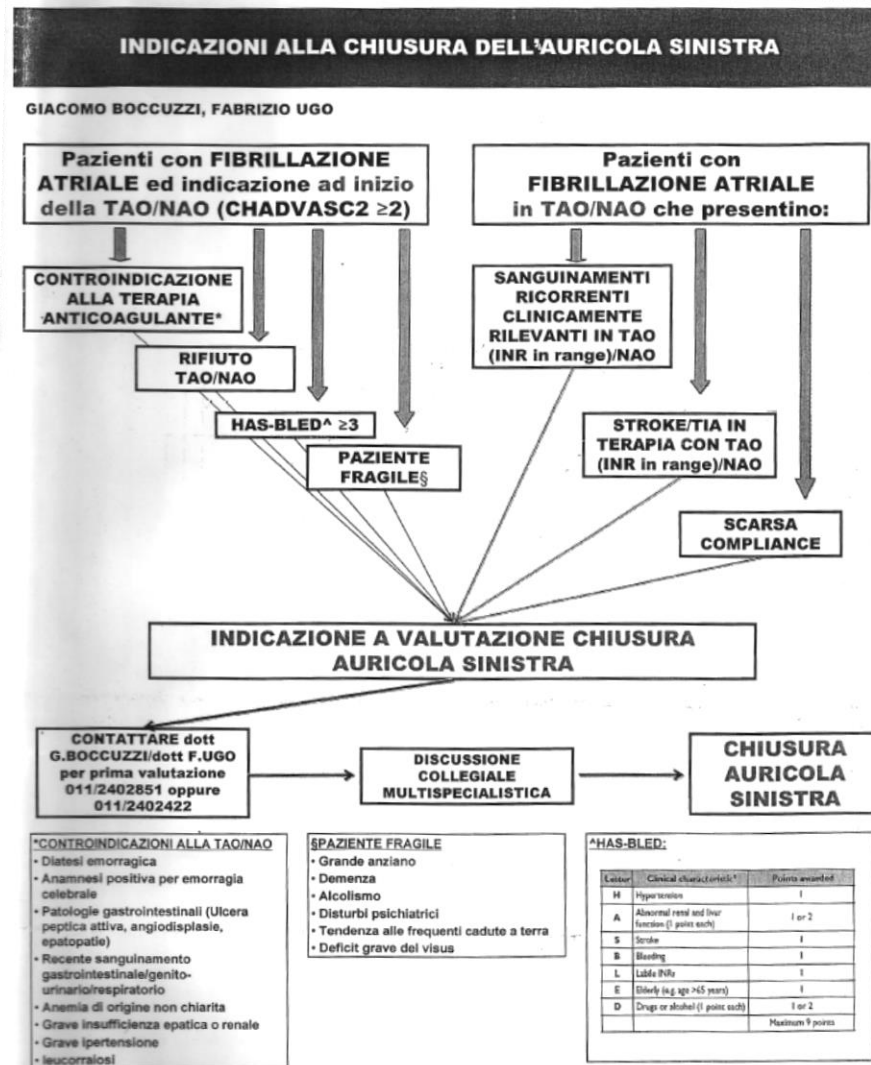 INDICAZIONI ALLA CHIUSURA DELL'AURICOLA SINISTRA
GIACOMO BOCCUZZI, FABRIZIO UGO
Pazienti con FIBRILLAZIONE
ATRIALE ed indicazione ad inizio
della TAO/NAO (CHADVASC2 ≥2)
Pazienti con
FIBRILLAZIONE ATRIALE
in TAO/NAO che presentino:
CONTROINDICAZIONE
ALLA TERAPIA
ANTICOAGULANTE*
RIFIUTO
TAO/NAO
HAS-BLED^ ≥3
PAZIENTE
FRAGILE§
SANGUINAMENTI
RICORRENTI
CLINICAMENTE
RILEVANTI IN TAO
(INR in range)/NAO
STROKE/TIA IN
TERAPIA CON TAO
(INR in range)/NAO
SCARSA
COMPLIANCE
INDICAZIONE A VALUTAZIONE CHIUSURA
AURICOLA SINISTRA
CONTATTARE dott
G.BOCCUZZI/dott F.UGO
per prima valutazione
011/2402851 oppure
011/2402422
DISCUSSIONE
COLLEGIALE
MULTISPECIALISTICA
CHIUSURA
AURICOLA
SINISTRA
*CONTROINDICAZIONI ALLA TAO/NAO
• Diatesi emorragica
• Anamnesi positiva per emorragia
celebrale
• Patologie gastrointestinali (Ulcera
peptica attiva, angiodisplasie,
epatopatie)
• Recente sanguinamento
gastrointestinale/genito-
urinario/respiratorio
• Anemia di origine non chiarita
• Grave insufficienza epatica o renale
• Grave ipertensione
• leucorraiosi
§PAZIENTE FRAGILE
• Grande anziano
• Demenza
• Alcolismo
• Disturbi psichiatrici
• Tendenza alle frequenti cadute a terra
• Deficit grave del visus
^HAS-BLED:
Letter Clinical characteristic* Points awarded
H Hypertension 1
A Abnormal renal and liver function (1 point each) 1 or 2
S Stroke 1
B Bleeding 1
L Labile INRs 1
E Elderly (e.g. age >65 years) 1
D Drugs or alcohol (1 point each) 1 or 2
Maximum 9 points